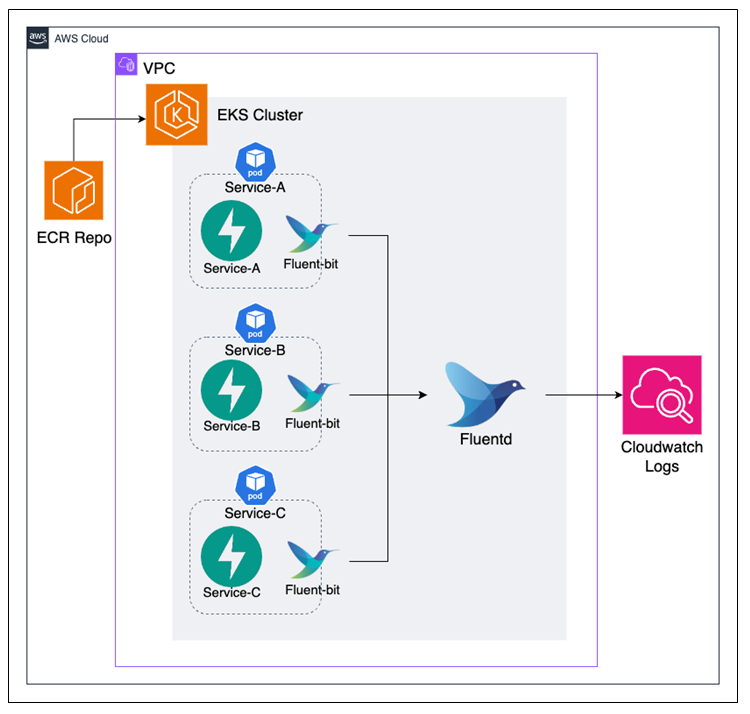 aws
AWS Cloud
VPC
K
EKS Cluster
ECR Repo
pod
Service-A
Service-A
Fluent-bit
pod
Service-B
Service-B
Fluent-bit
Fluentd
Cloudwatch
Logs
pod
Service-C
Service-C
Fluent-bit